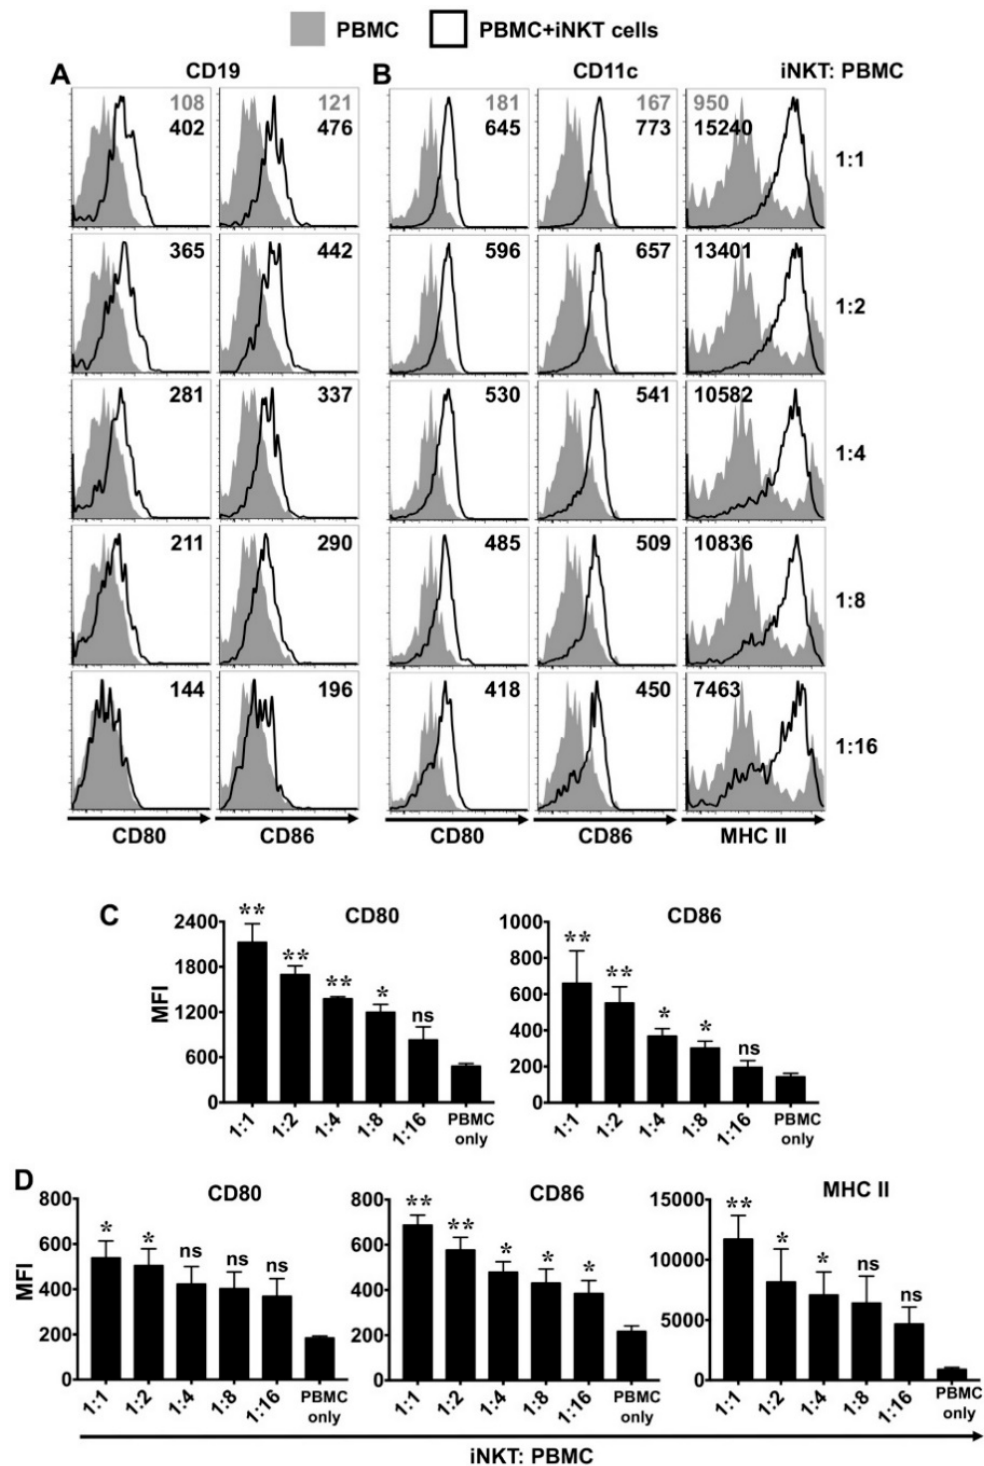 PBMC PBMC+iNKT cells
A CD19 B CD11c iNKT: PBMC
108 121 181 167 950
402 476 645 773 15240
1:1
365 442 596 657 13401
1:2
281 337 530 541 10582
1:4
211 290 485 509 10836
1:8
144 196 418 450 7463
1:16
CD80 CD86 CD80 CD86 MHC II
C
CD80
MFI
2400
1800
1200
600
0
** ** ** * ns
1:1 1:2 1:4 1:8 1:16 PBMC only
CD86
1000
800
600
400
200
0
** ** * * ns
1:1 1:2 1:4 1:8 1:16 PBMC only
D
CD80
MFI
800
600
400
200
0
* * ns ns ns
1:1 1:2 1:4 1:8 1:16 PBMC only
CD86
800
600
400
200
0
** ** * * *
1:1 1:2 1:4 1:8 1:16 PBMC only
MHC II
15000
10000
5000
0
** * * ns ns
1:1 1:2 1:4 1:8 1:16 PBMC only
iNKT: PBMC